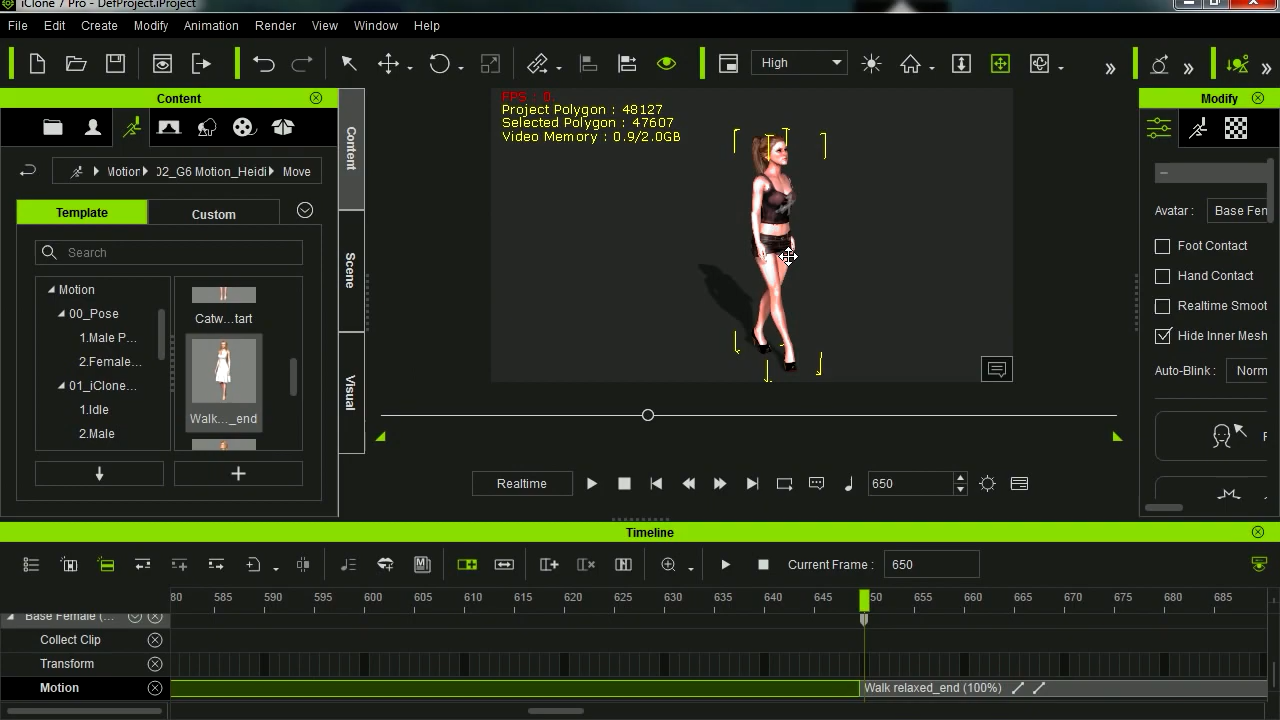 iClone 7 Pro - DefProject.iProject
File Edit Create Modify Animation Render View Window Help
High
Content
Modify
FPS : 0
Project Polygon : 48127
Selected Polygon : 47607
Video Memory : 0.9/2.0GB
Motion 02_G6 Motion_Heidi Move
Template Custom
Search
Motion
00_Pose
1.Male P...
2.Female...
01_iClone...
1.Idle
2.Male
Catw...tart
Walk..._end
Content
Scene
Visual
Avatar : Base Fen
Foot Contact
Hand Contact
Realtime Smoot
Hide Inner Mesh
Auto-Blink : Norm
Realtime
650
Timeline
Current Frame : 650
80 585 590 595 600 605 610 615 620 625 630 635 640 645 50 655 660 665 670 675 680 685
Base Female (...
Collect Clip
Transform
Motion
Walk relaxed_end (100%)